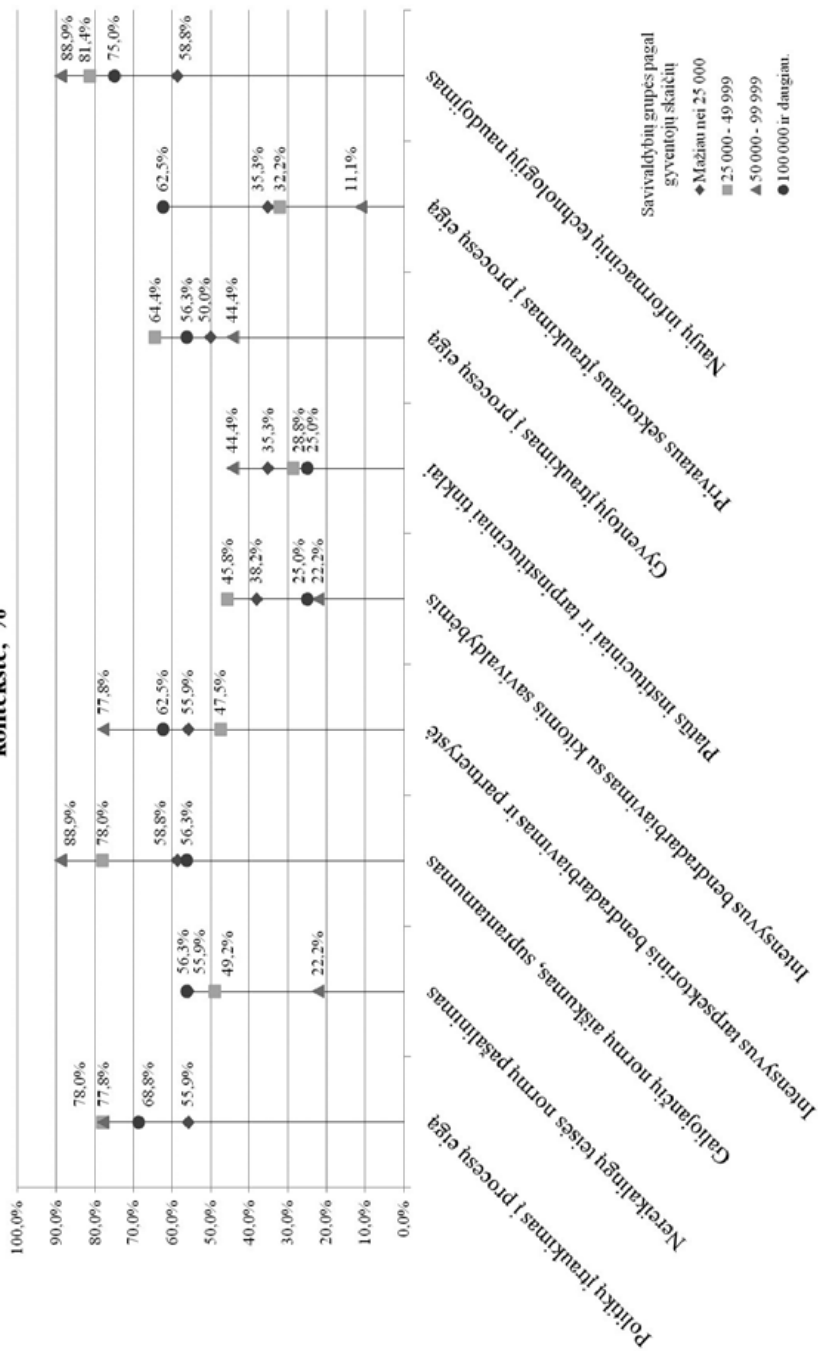 kontekste, %
100,0%
90,0%
80,0%
70,0%
60,0%
50,0%
40,0%
30,0%
20,0%
10,0%
0,0%
78,0%
77,8%
68,8%
55,9%
56,3%
55,9%
49,2%
22,2%
88,9%
78,0%
58,8%
56,3%
77,8%
62,5%
55,9%
47,5%
45,8%
38,2%
25,0%
22,2%
44,4%
35,3%
28,8%
25,0%
64,4%
56,3%
50,0%
44,4%
62,5%
35,3%
32,2%
11,1%
88,9%
81,4%
75,0%
58,8%
Politikų įtraukimas į procesų eigą
Nereikalingų teisės normų pašalinimas
Galiojančių normų aiškumas, suprantamumas
Intensyvus tarpsektorinis bendradarbiavimas ir partnerystė
Intensyvus bendradarbiavimas su kitomis savivaldybėmis
Platūs instituciniai ir tarpinstituciniai tinklai
Gyventojų įtraukimas į procesų eigą
Privataus sektoriaus įtraukimas į procesų eigą
Naujų informacinių technologijų naudojimas
Savivaldybių grupės pagal
gyventojų skaičių
Mažiau nei 25 000
25 000 - 49 999
50 000 - 99 999
100 000 ir daugiau.